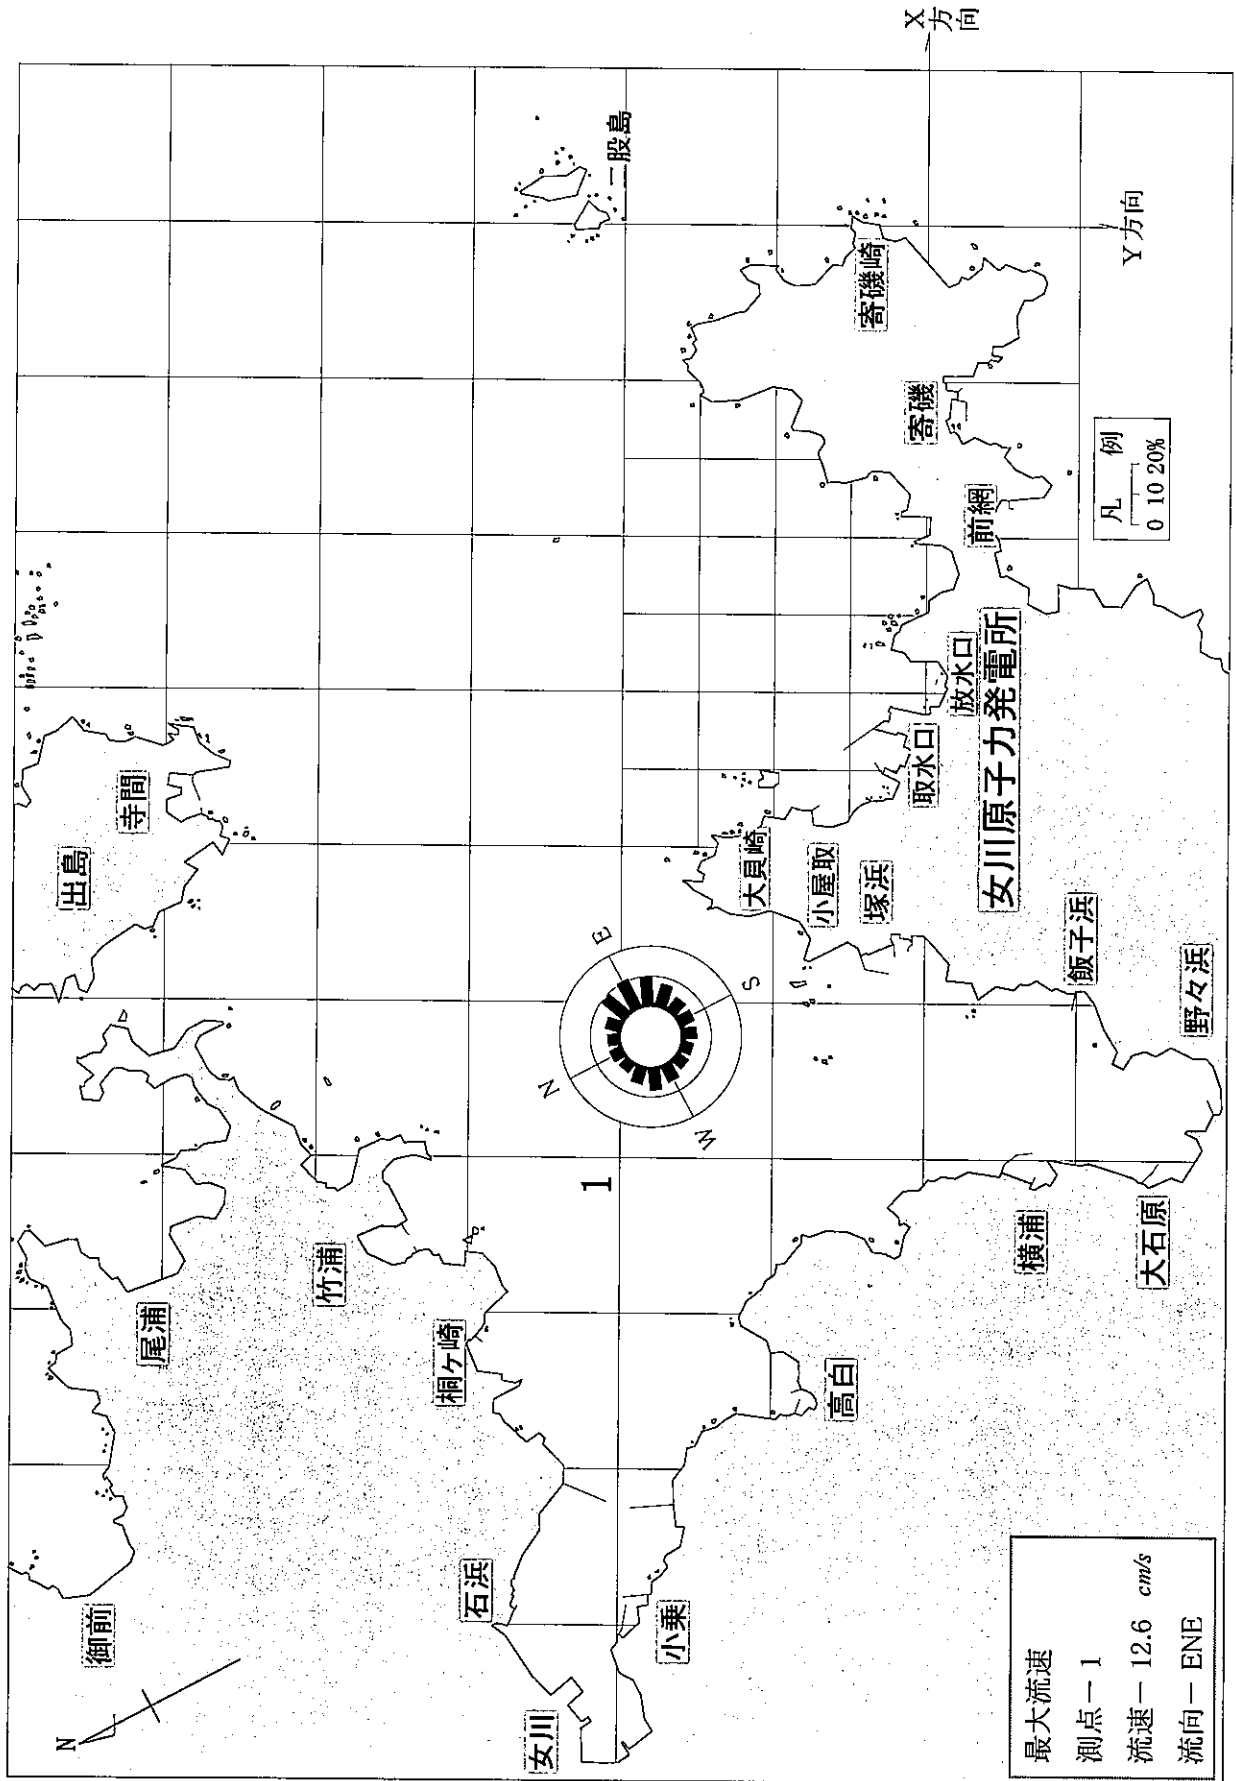 N
御前
尾浦
出島
寺間
竹浦
桐ヶ崎
石浜
女川
小乗
高白
横浦
大石原
野々浜
飯子浜
塚浜
小屋取
大貝崎
取水口
放水口
女川原子力発電所
前網
寄磯
寄磯崎
二股島
X
方向
Y方向
1
N
E
S
W
凡 例
0 10 20%
最大流速
測点－1
流速－12.6 cm/s
流向－ENE